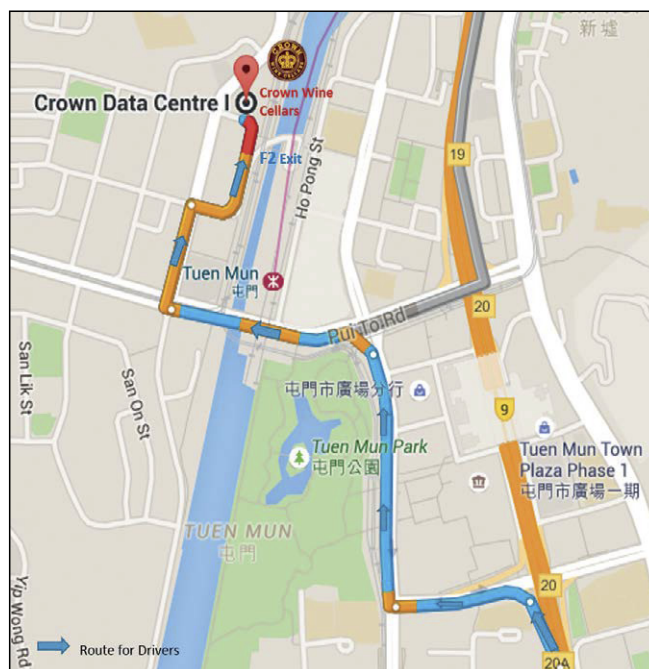 新墟
CROWN
WINE CELLARS
Crown Data Centre I
Crown Wine
Cellars
F2 Exit
Ho Pong St
19
Tuen Mun
屯門
20
Pui To Rd
San Lik St
San On St
屯門市廣場分行
9
Tuen Mun Park
屯門公園
Tuen Mun Town
Plaza Phase 1
屯門市廣場一期
TUEN MUN
屯門
20
Yip Wong Rd
Route for Drivers
20A